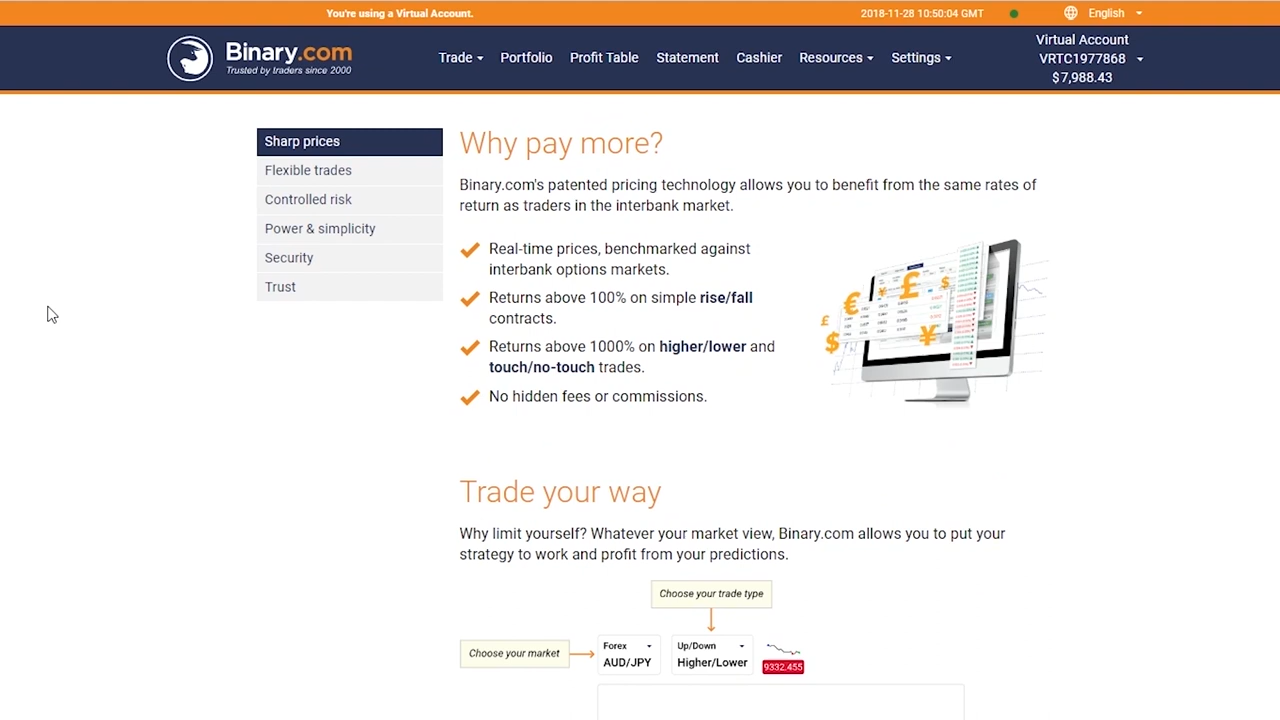 You're using a Virtual Account.
2018-11-28 10:50:04 GMT
English
Binary.com
Trusted by traders since 2000
Trade
Portfolio
Profit Table
Statement
Cashier
Resources
Settings
Virtual Account
VRTC1977868
$7,988.43
Sharp prices
Flexible trades
Controlled risk
Power & simplicity
Security
Trust
Why pay more?
Binary.com's patented pricing technology allows you to benefit from the same rates of
return as traders in the interbank market.
Real-time prices, benchmarked against
interbank options markets.
Returns above 100% on simple rise/fall
contracts.
Returns above 1000% on higher/lower and
touch/no-touch trades.
No hidden fees or commissions.
Trade your way
Why limit yourself? Whatever your market view, Binary.com allows you to put your
strategy to work and profit from your predictions.
Choose your trade type
Choose your market
Forex
AUD/JPY
Up/Down
Higher/Lower
9332.455